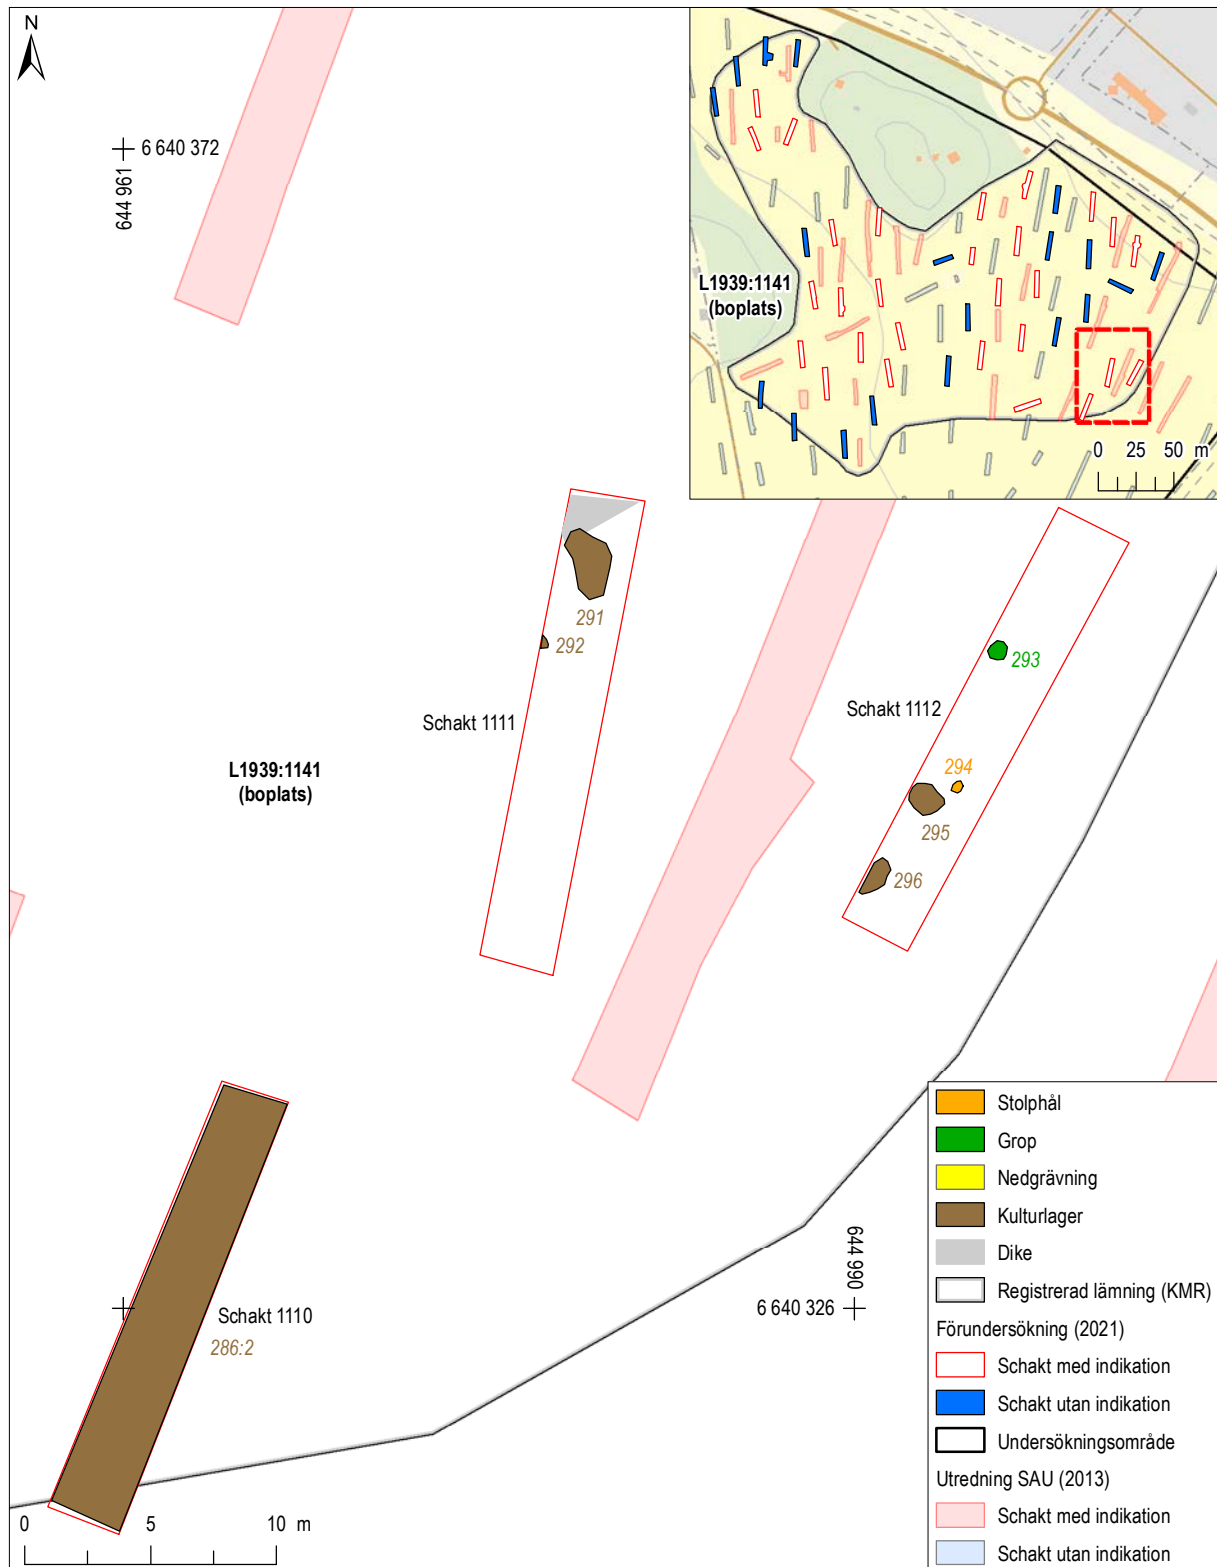 N
6 640 372
644 961
L1939:1141
(boplats)
0 25 50 m
291
292
Schakt 1111
293
Schakt 1112
294
295
296
L1939:1141
(boplats)
Schakt 1110
286:2
644 990
6 640 326
0 5 10 m
Stolphål
Grop
Nedgrävning
Kulturlager
Dike
Registrerad lämning (KMR)
Förundersökning (2021)
Schakt med indikation
Schakt utan indikation
Undersökningsområde
Utredning SAU (2013)
Schakt med indikation
Schakt utan indikation